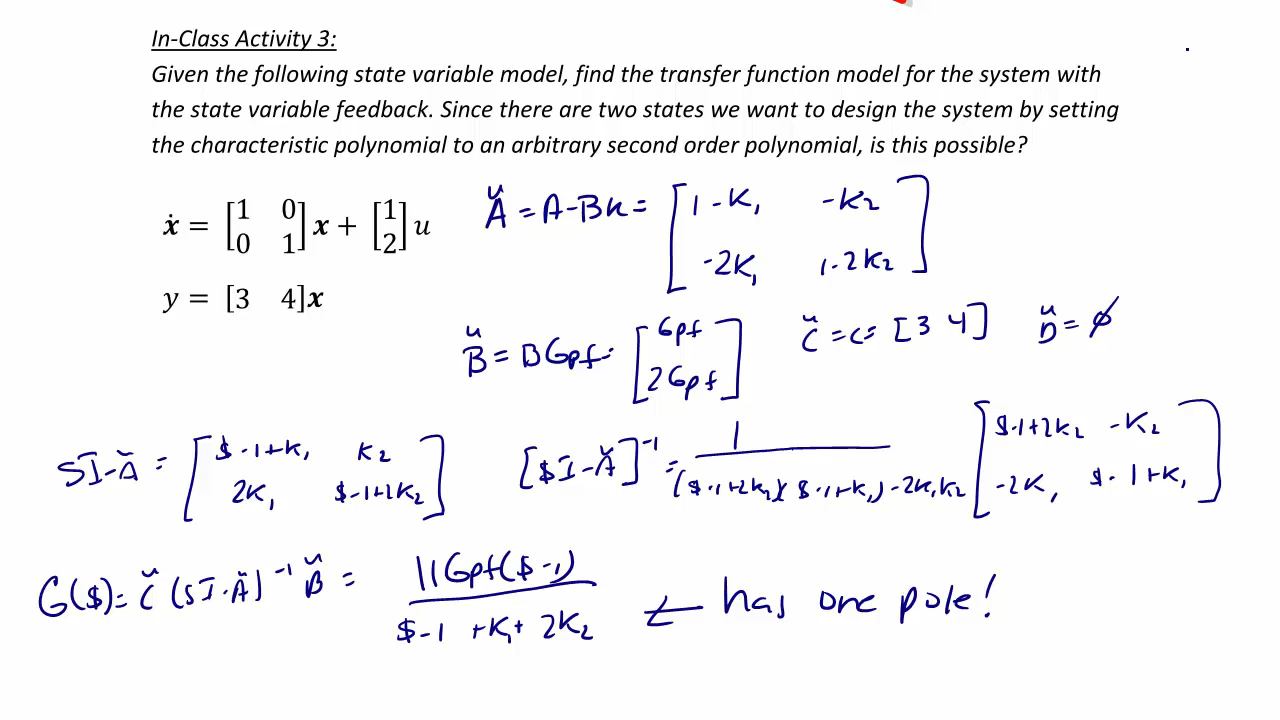 In-Class Activity 3:
Given the following state variable model, find the transfer function model for the system with
the state variable feedback. Since there are two states we want to design the system by setting
the characteristic polynomial to an arbitrary second order polynomial, is this possible?
ẋ = [1 0; 0 1] x + [1; 2] u
y = [3 4]x
Ǎ = A-BK = [1-K₁ -K₂; -2K₁ 1-2K₂]
B̌ = BGpf = [Gpf; 2Gpf]
Č = C = [3 4]
Ď = ∅
SI-Ǎ = [$-1+K₁ K₂; 2K₁ $-1+2K₂]
[$I-Ǎ]⁻¹ = 1/(($-1+2K₂)($-1+K₁)-2K₁K₂) [$-1+2K₂ -K₂; -2K₁ $-1+K₁]
G($) = Č(SI-Ǎ)⁻¹ B̌ = 11Gpf($-1)/($-1+K₁+2K₂) ← has one pole!